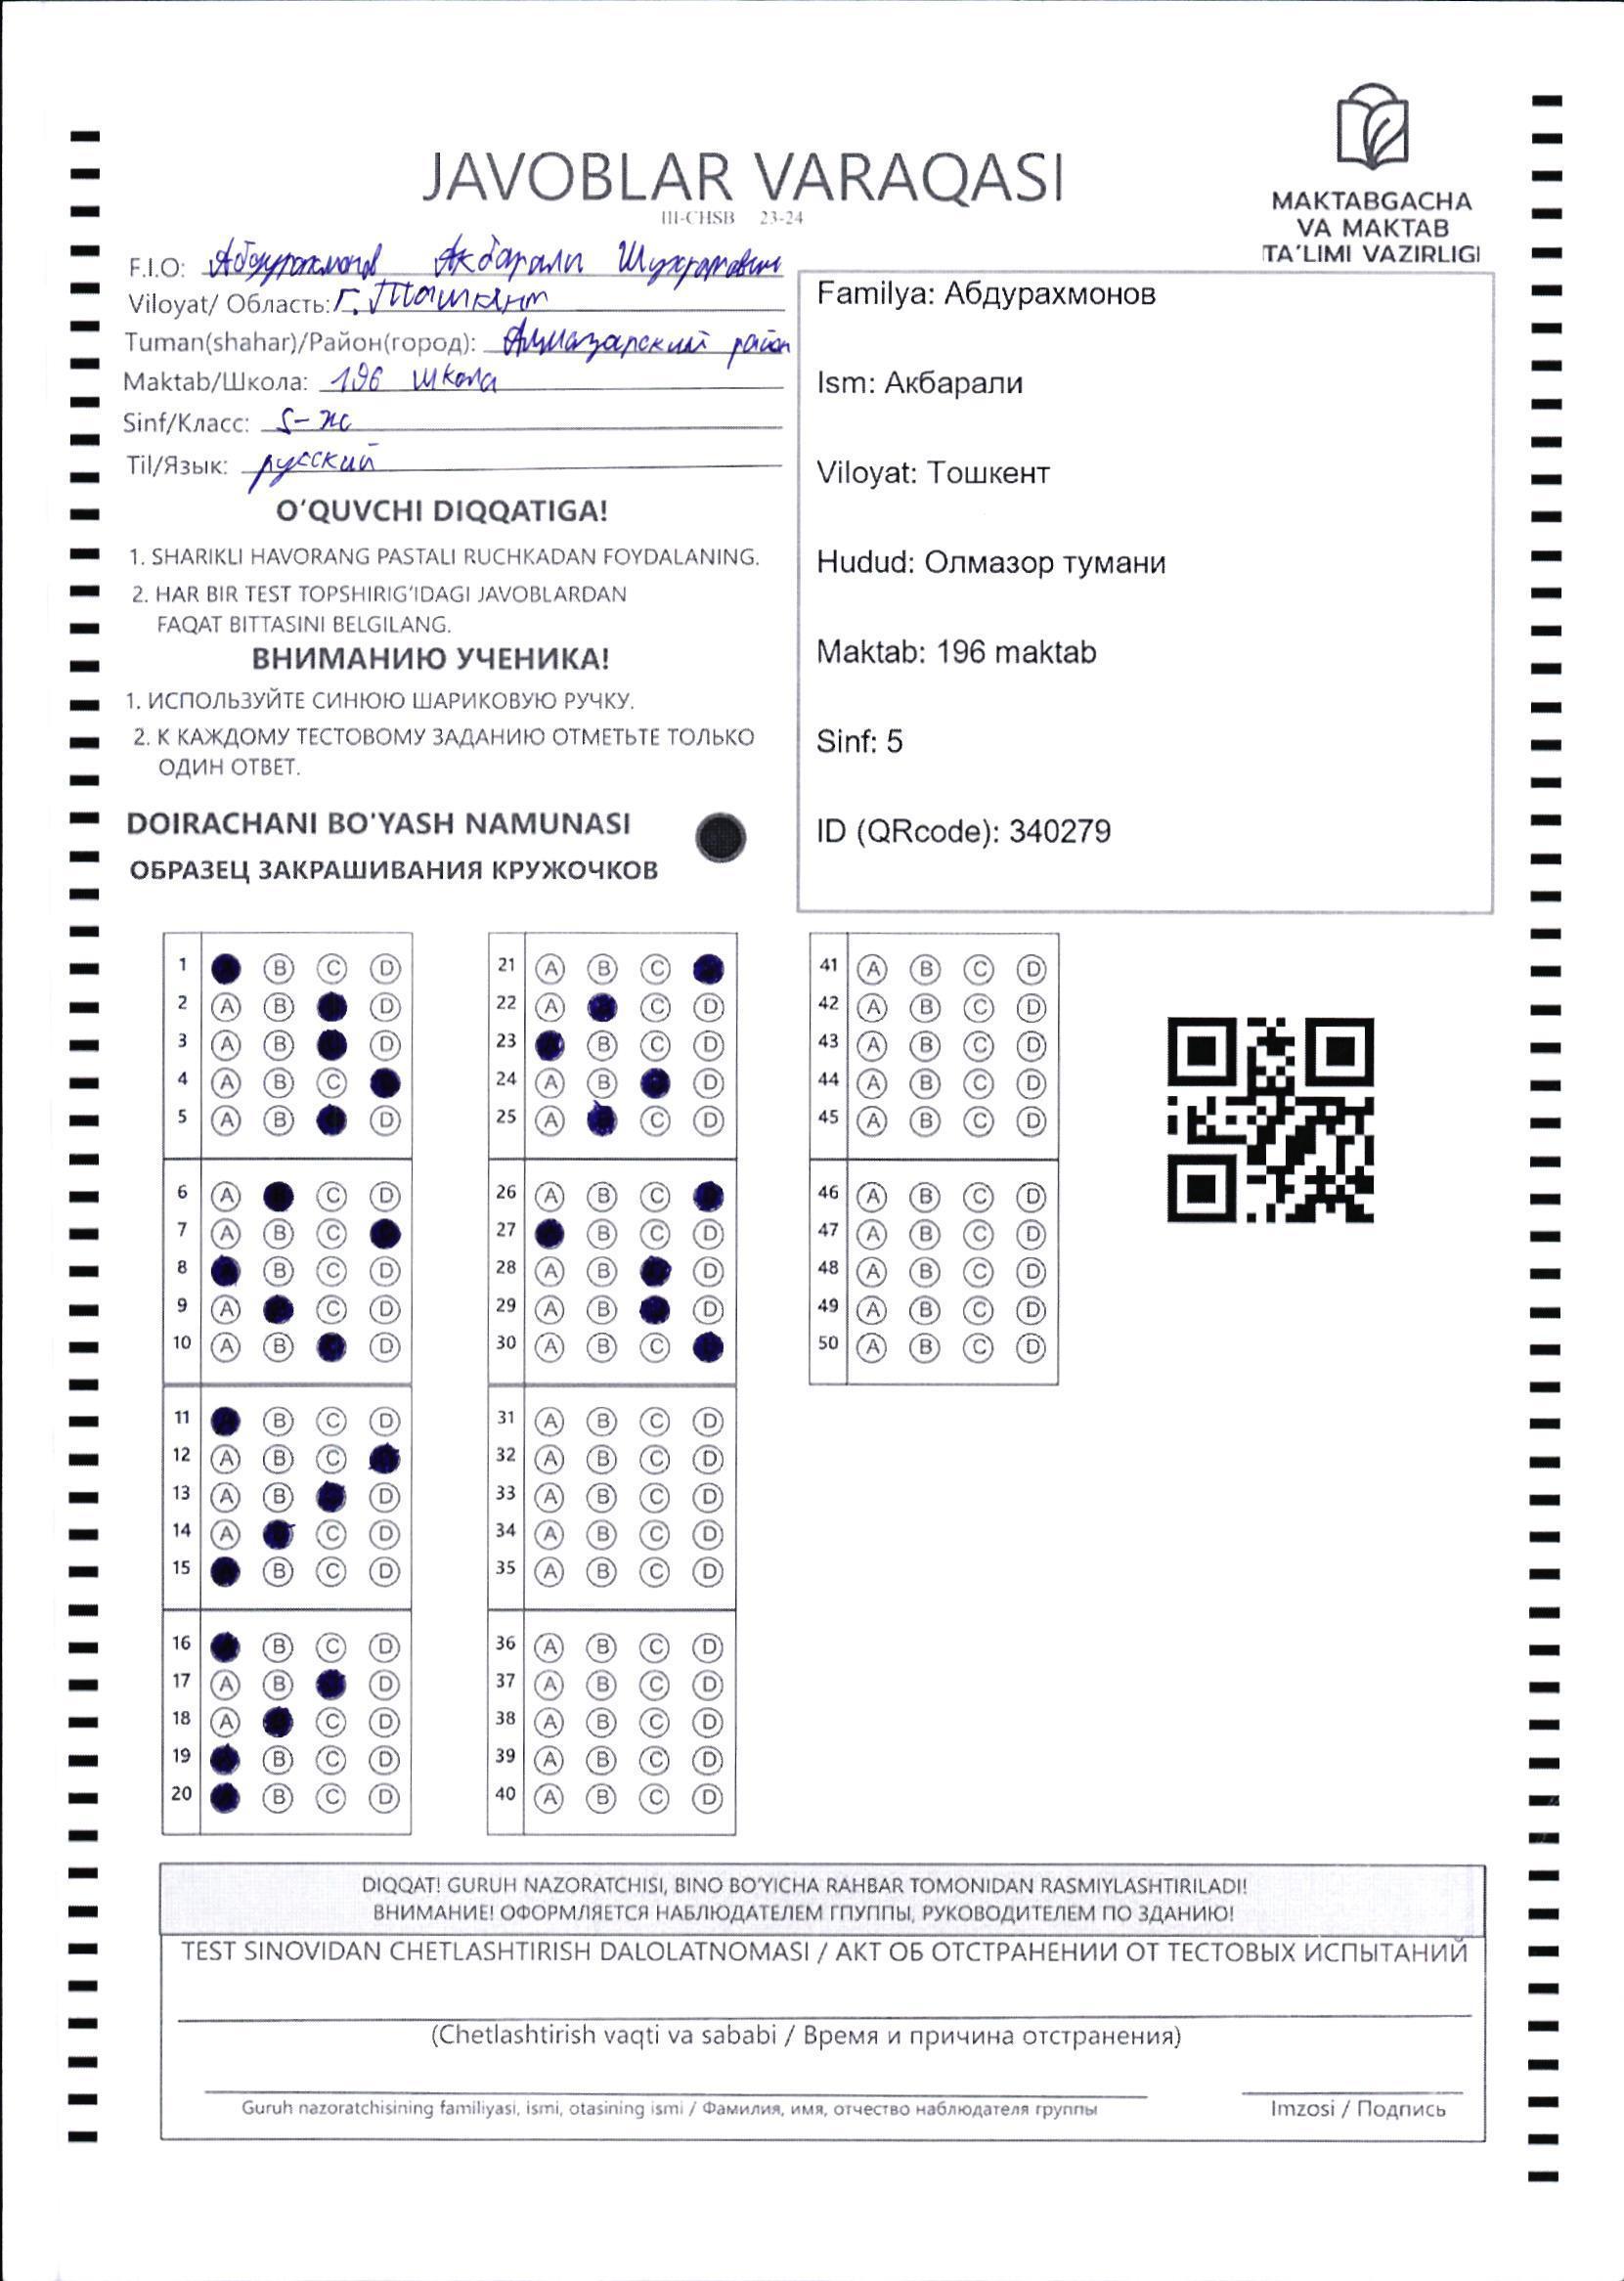 JAVOBLAR VARAQASI
III-CHSB 23-24
MAKTABGACHA
VA MAKTAB
TA'LIMI VAZIRLIGI
F.I.O: Абдурахмонов Акбарали Шухратович
Viloyat/ Область: г. Ташкент
Tuman(shahar)/Район(город): Алмазарский район
Maktab/Школа: 196 школа
Sinf/Класс: 5-ж
Til/Язык: русский
O'QUVCHI DIQQATIGA!
1. SHARIKLI HAVORANG PASTALI RUCHKADAN FOYDALANING.
2. HAR BIR TEST TOPSHIRIG'IDAGI JAVOBLARDAN
FAQAT BITTASINI BELGILANG.
ВНИМАНИЮ УЧЕНИКА!
1. ИСПОЛЬЗУЙТЕ СИНЮЮ ШАРИКОВУЮ РУЧКУ.
2. К КАЖДОМУ ТЕСТОВОМУ ЗАДАНИЮ ОТМЕТЬТЕ ТОЛЬКО
ОДИН ОТВЕТ.
DOIRACHANI BO'YASH NAMUNASI
ОБРАЗЕЦ ЗАКРАШИВАНИЯ КРУЖОЧКОВ
Familya: Абдурахмонов
Ism: Акбарали
Viloyat: Тошкент
Hudud: Олмазор тумани
Maktab: 196 maktab
Sinf: 5
ID (QRcode): 340279
1 B C D
2 A B D
3 A B D
4 A B C
5 A B D
6 A C D
7 A B C
8 B C D
9 A C D
10 A B D
11 B C D
12 A B C
13 A B D
14 A C D
15 B C D
16 B C D
17 A B D
18 A C D
19 B C D
20 B C D
21 A B C
22 A C D
23 B C D
24 A B D
25 A C D
26 A B C
27 B C D
28 A B D
29 A B D
30 A B C
31 A B C D
32 A B C D
33 A B C D
34 A B C D
35 A B C D
36 A B C D
37 A B C D
38 A B C D
39 A B C D
40 A B C D
41 A B C D
42 A B C D
43 A B C D
44 A B C D
45 A B C D
46 A B C D
47 A B C D
48 A B C D
49 A B C D
50 A B C D
DIQQAT! GURUH NAZORATCHISI, BINO BO'YICHA RAHBAR TOMONIDAN RASMIYLASHTIRILADI!
ВНИМАНИЕ! ОФОРМЛЯЕТСЯ НАБЛЮДАТЕЛЕМ ГПУППЫ, РУКОВОДИТЕЛЕМ ПО ЗДАНИЮ!
TEST SINOVIDAN CHETLASHTIRISH DALOLATNOMASI / АКТ ОБ ОТСТРАНЕНИИ ОТ ТЕСТОВЫХ ИСПЫТАНИЙ
(Chetlashtirish vaqti va sababi / Время и причина отстранения)
Guruh nazoratchisining familiyasi, ismi, otasining ismi / Фамилия, имя, отчество наблюдателя группы
Imzosi / Подпись